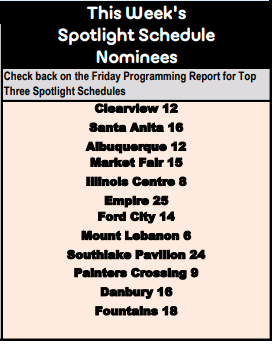 This Week's
Spotlight Schedule
Nominees
Check back on the Friday Programming Report for Top
Three Spotlight Schedules
Clearview 12
Santa Anita 16
Albuquerque 12
Market Fair 15
Illinois Centre 8
Empire 25
Ford City 14
Mount Lebanon 6
Southlake Pavilion 24
Painters Crossing 9
Danbury 16
Fountains 18